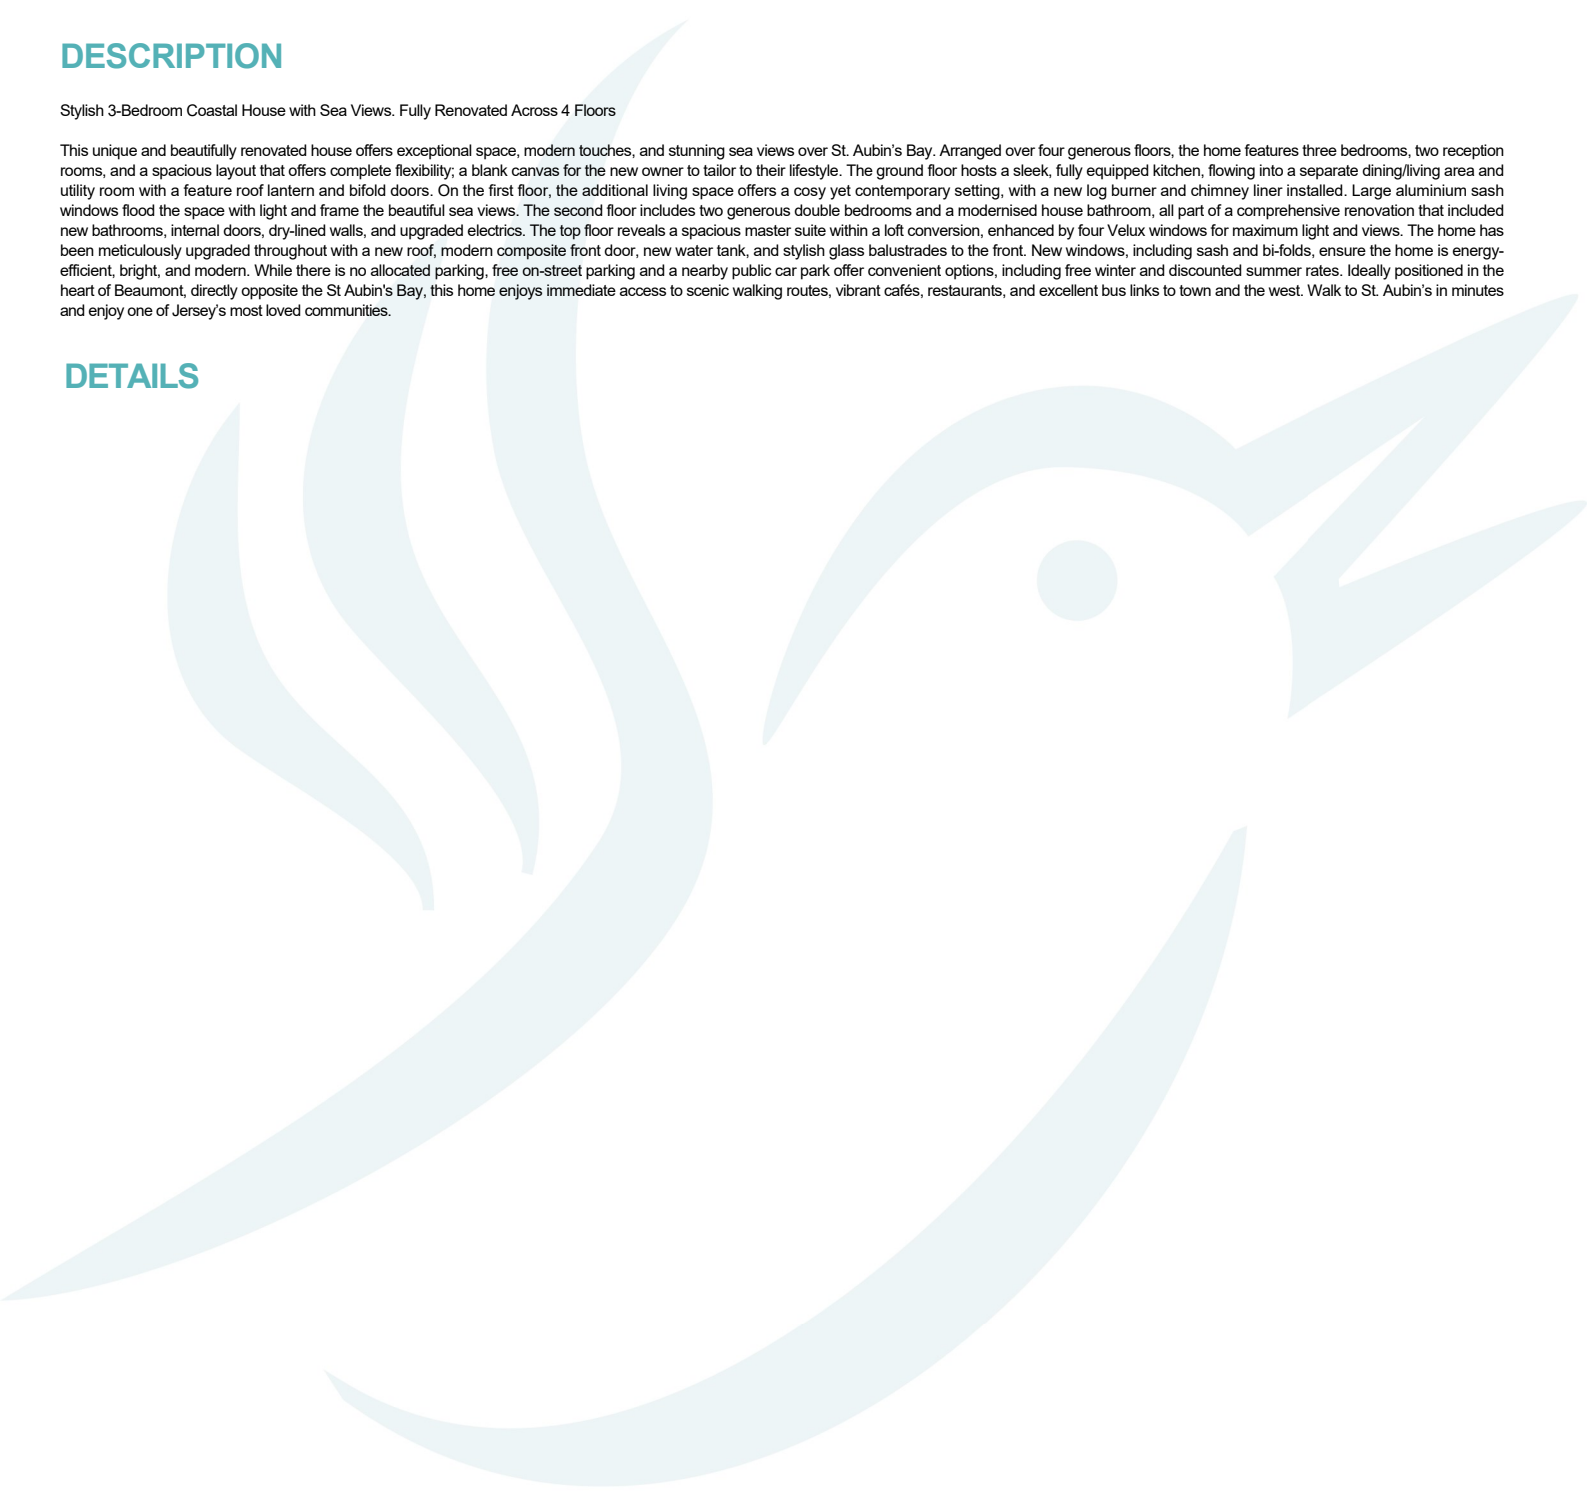 DESCRIPTION
Stylish 3-Bedroom Coastal House with Sea Views. Fully Renovated Across 4 Floors
This unique and beautifully renovated house offers exceptional space, modern touches, and stunning sea views over St. Aubin’s Bay. Arranged over four generous floors, the home features three bedrooms, two reception
rooms, and a spacious layout that offers complete flexibility; a blank canvas for the new owner to tailor to their lifestyle. The ground floor hosts a sleek, fully equipped kitchen, flowing into a separate dining/living area and
utility room with a feature roof lantern and bifold doors. On the first floor, the additional living space offers a cosy yet contemporary setting, with a new log burner and chimney liner installed. Large aluminium sash
windows flood the space with light and frame the beautiful sea views. The second floor includes two generous double bedrooms and a modernised house bathroom, all part of a comprehensive renovation that included
new bathrooms, internal doors, dry-lined walls, and upgraded electrics. The top floor reveals a spacious master suite within a loft conversion, enhanced by four Velux windows for maximum light and views. The home has
been meticulously upgraded throughout with a new roof, modern composite front door, new water tank, and stylish glass balustrades to the front. New windows, including sash and bi-folds, ensure the home is energy-
efficient, bright, and modern. While there is no allocated parking, free on-street parking and a nearby public car park offer convenient options, including free winter and discounted summer rates. Ideally positioned in the
heart of Beaumont, directly opposite the St Aubin's Bay, this home enjoys immediate access to scenic walking routes, vibrant cafés, restaurants, and excellent bus links to town and the west. Walk to St. Aubin’s in minutes
and enjoy one of Jersey’s most loved communities.
DETAILS